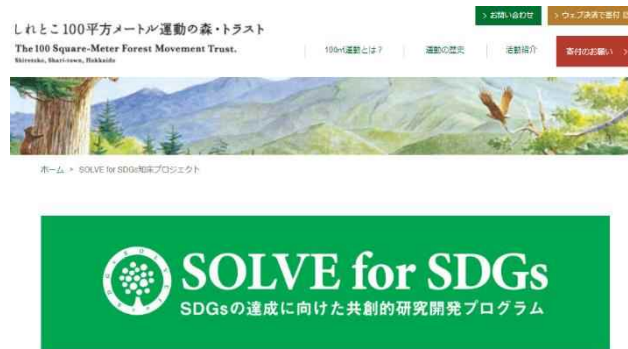 > お問い合わせ
> ウェブ決済で寄付
しれとこ100平方メートル運動の森・トラスト
The 100 Square-Meter Forest Movement Trust.
Shiretoko, Shari-town, Hokkaido
100㎡運動とは?
運動の歴史
活動紹介
寄付のお願い >
ホーム > SOLVE for SDGs知床プロジェクト
SOLVE for SDGs
SDGsの達成に向けた共創的研究開発プログラム